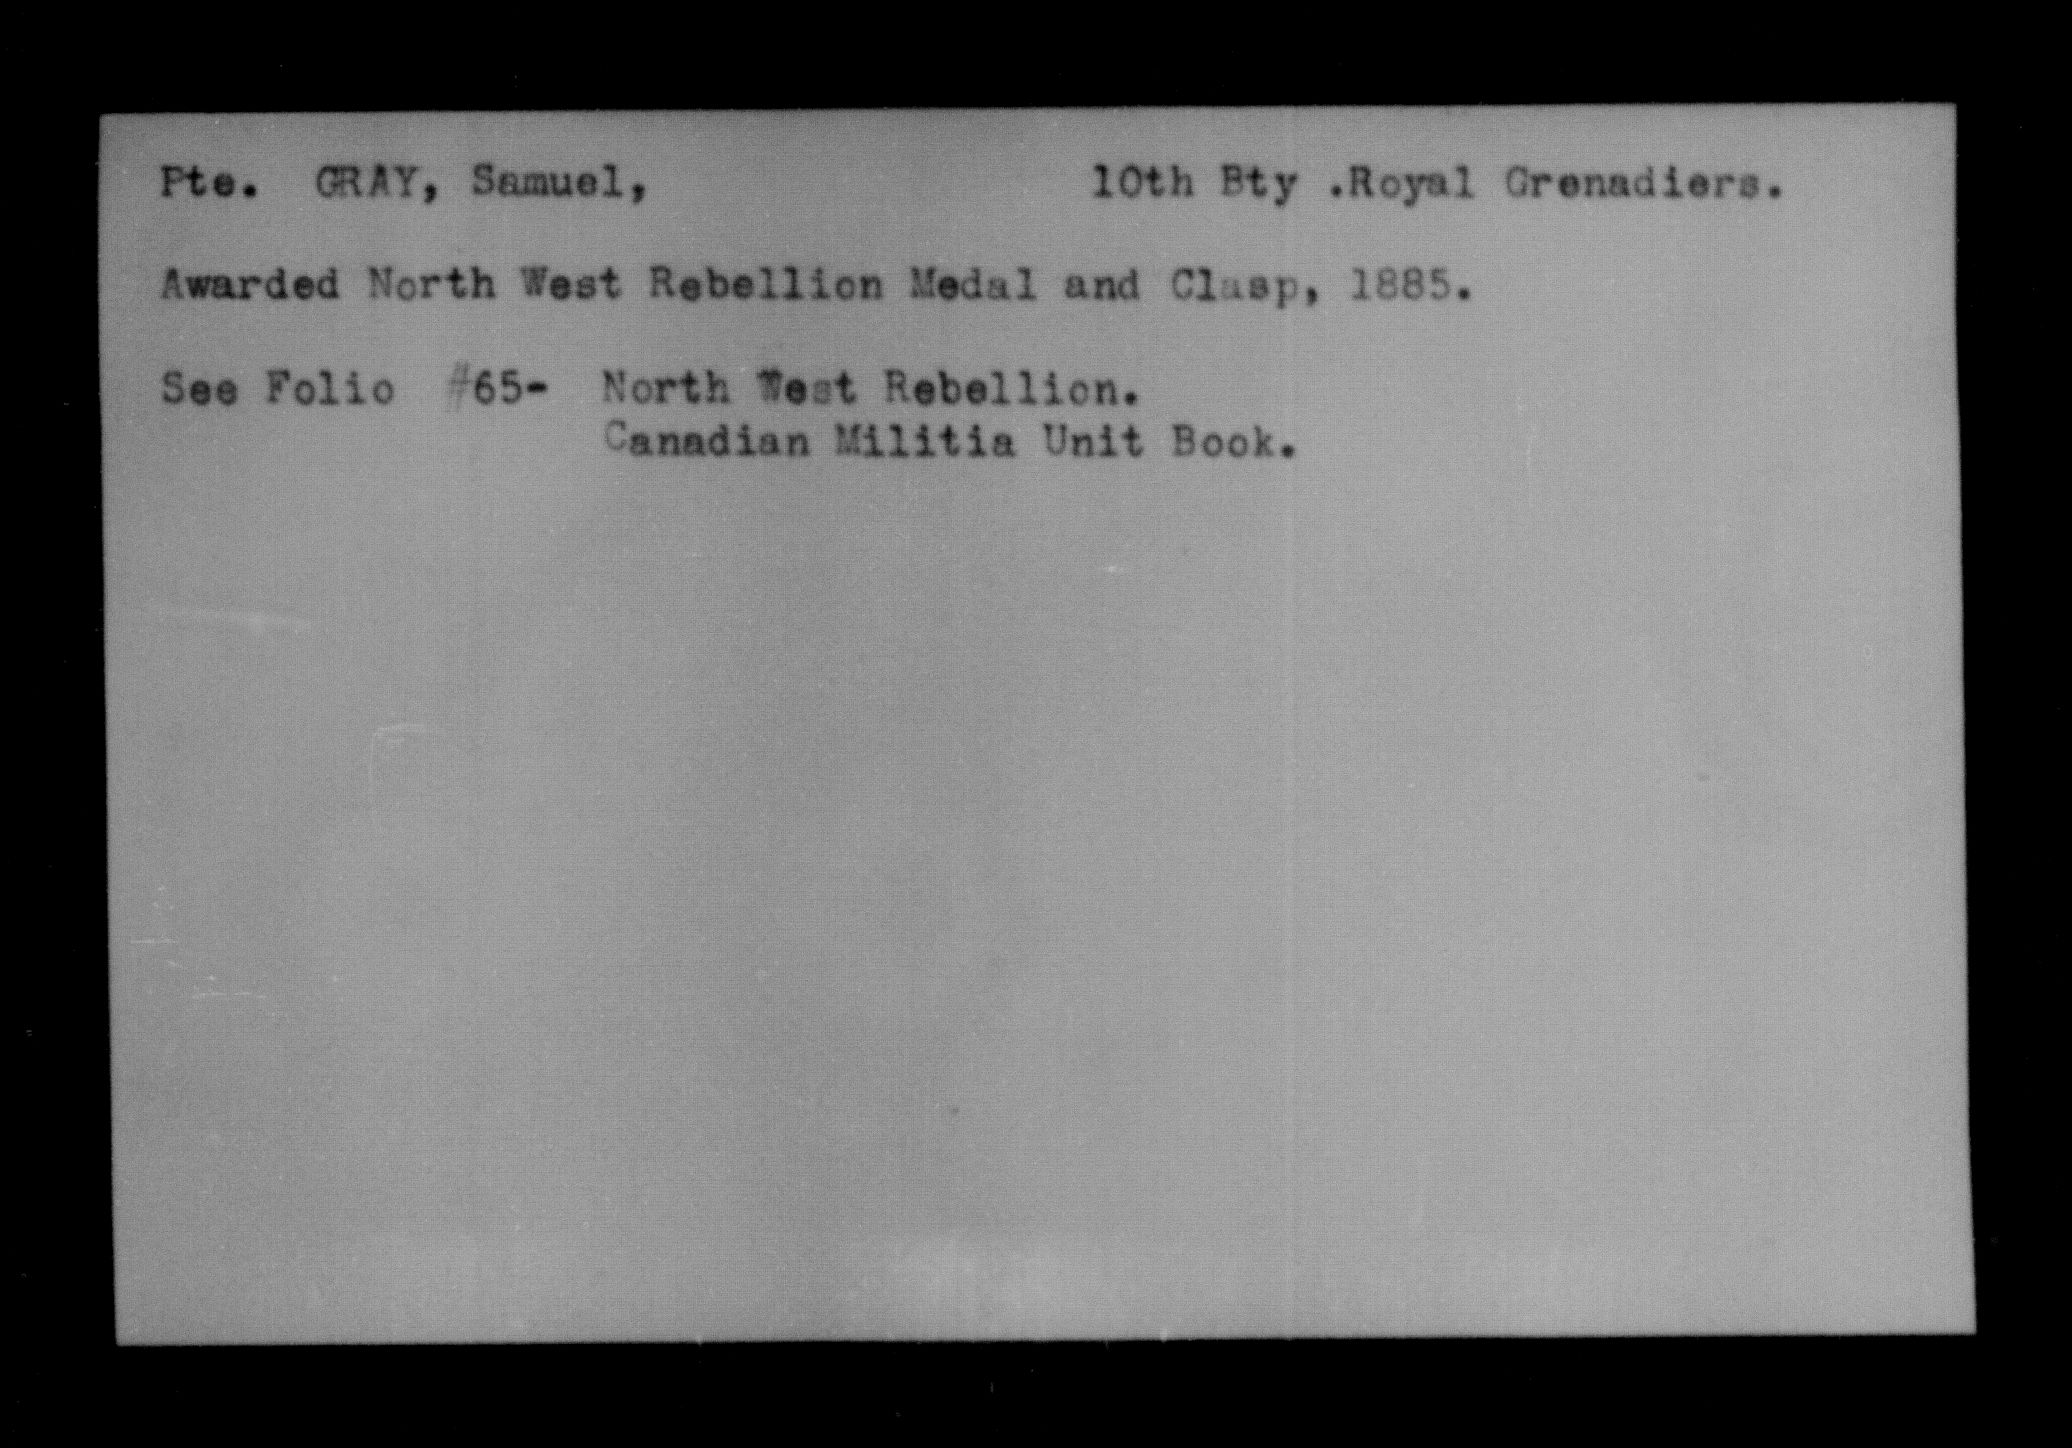 Pte. GRAY, Samuel, 10th Bty .Royal Grenadiers.
Awarded North West Rebellion Medal and Clasp, 1885.
See Folio #65- North West Rebellion.
Canadian Militia Unit Book.